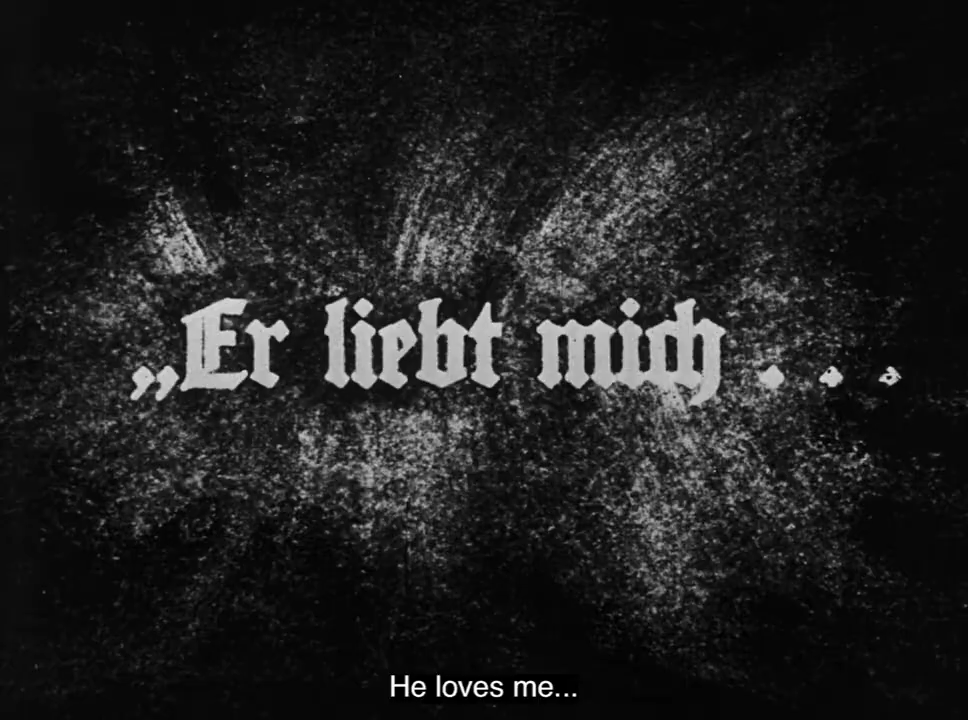 „Er liebt mich . . .
He loves me...